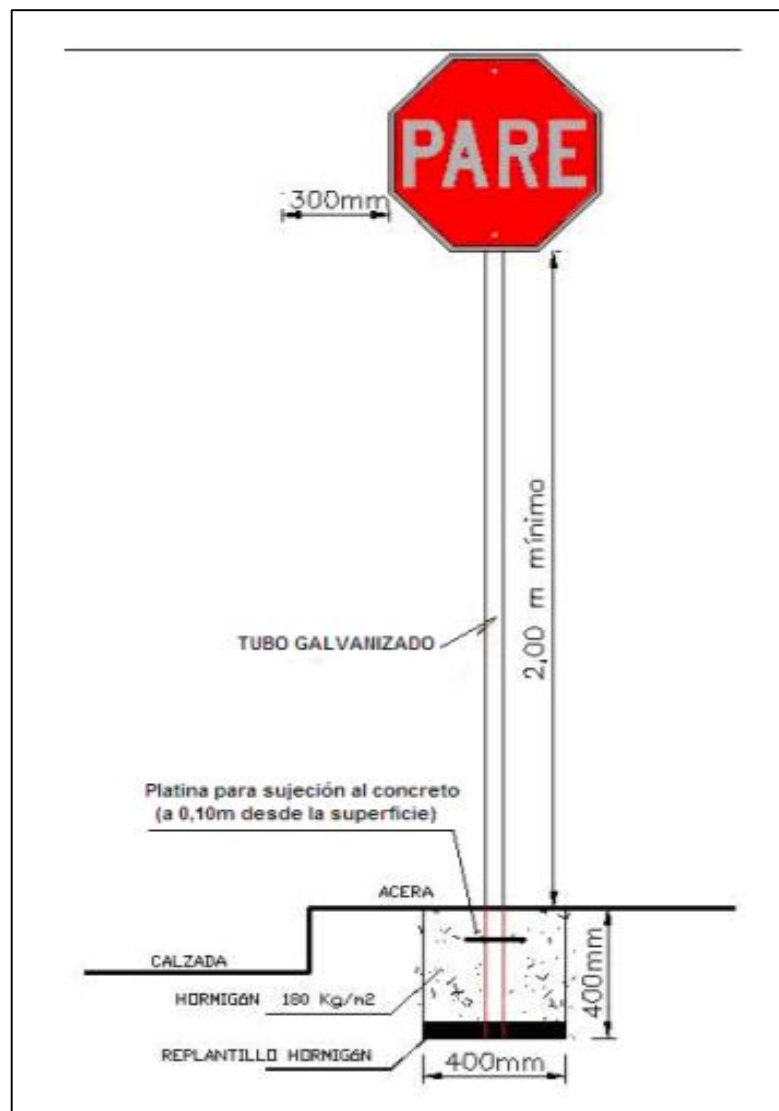 PARE
300mm
2,00 m mínimo
TUBO GALVANIZADO
Platina para sujeción al concreto
(a 0,10m desde la superficie)
ACERA
CALZADA
HORMIGóN 180 Kg/m2
400mm
REPLANTILLO HORMIGóN
400mm